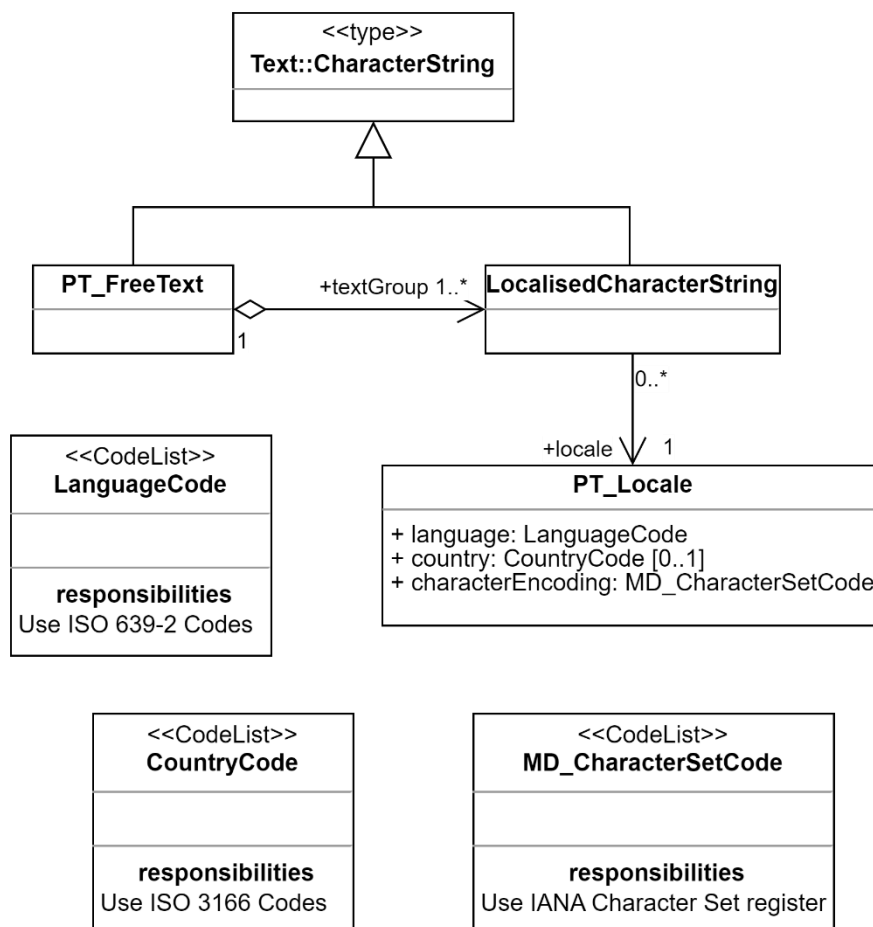 <<type>>
Text::CharacterString
PT_FreeText
+textGroup 1..*
1
LocalisedCharacterString
0..*
+locale
1
<<CodeList>>
LanguageCode
responsibilities
Use ISO 639-2 Codes
PT_Locale
+ language: LanguageCode
+ country: CountryCode [0..1]
+ characterEncoding: MD_CharacterSetCode
<<CodeList>>
CountryCode
responsibilities
Use ISO 3166 Codes
<<CodeList>>
MD_CharacterSetCode
responsibilities
Use IANA Character Set register